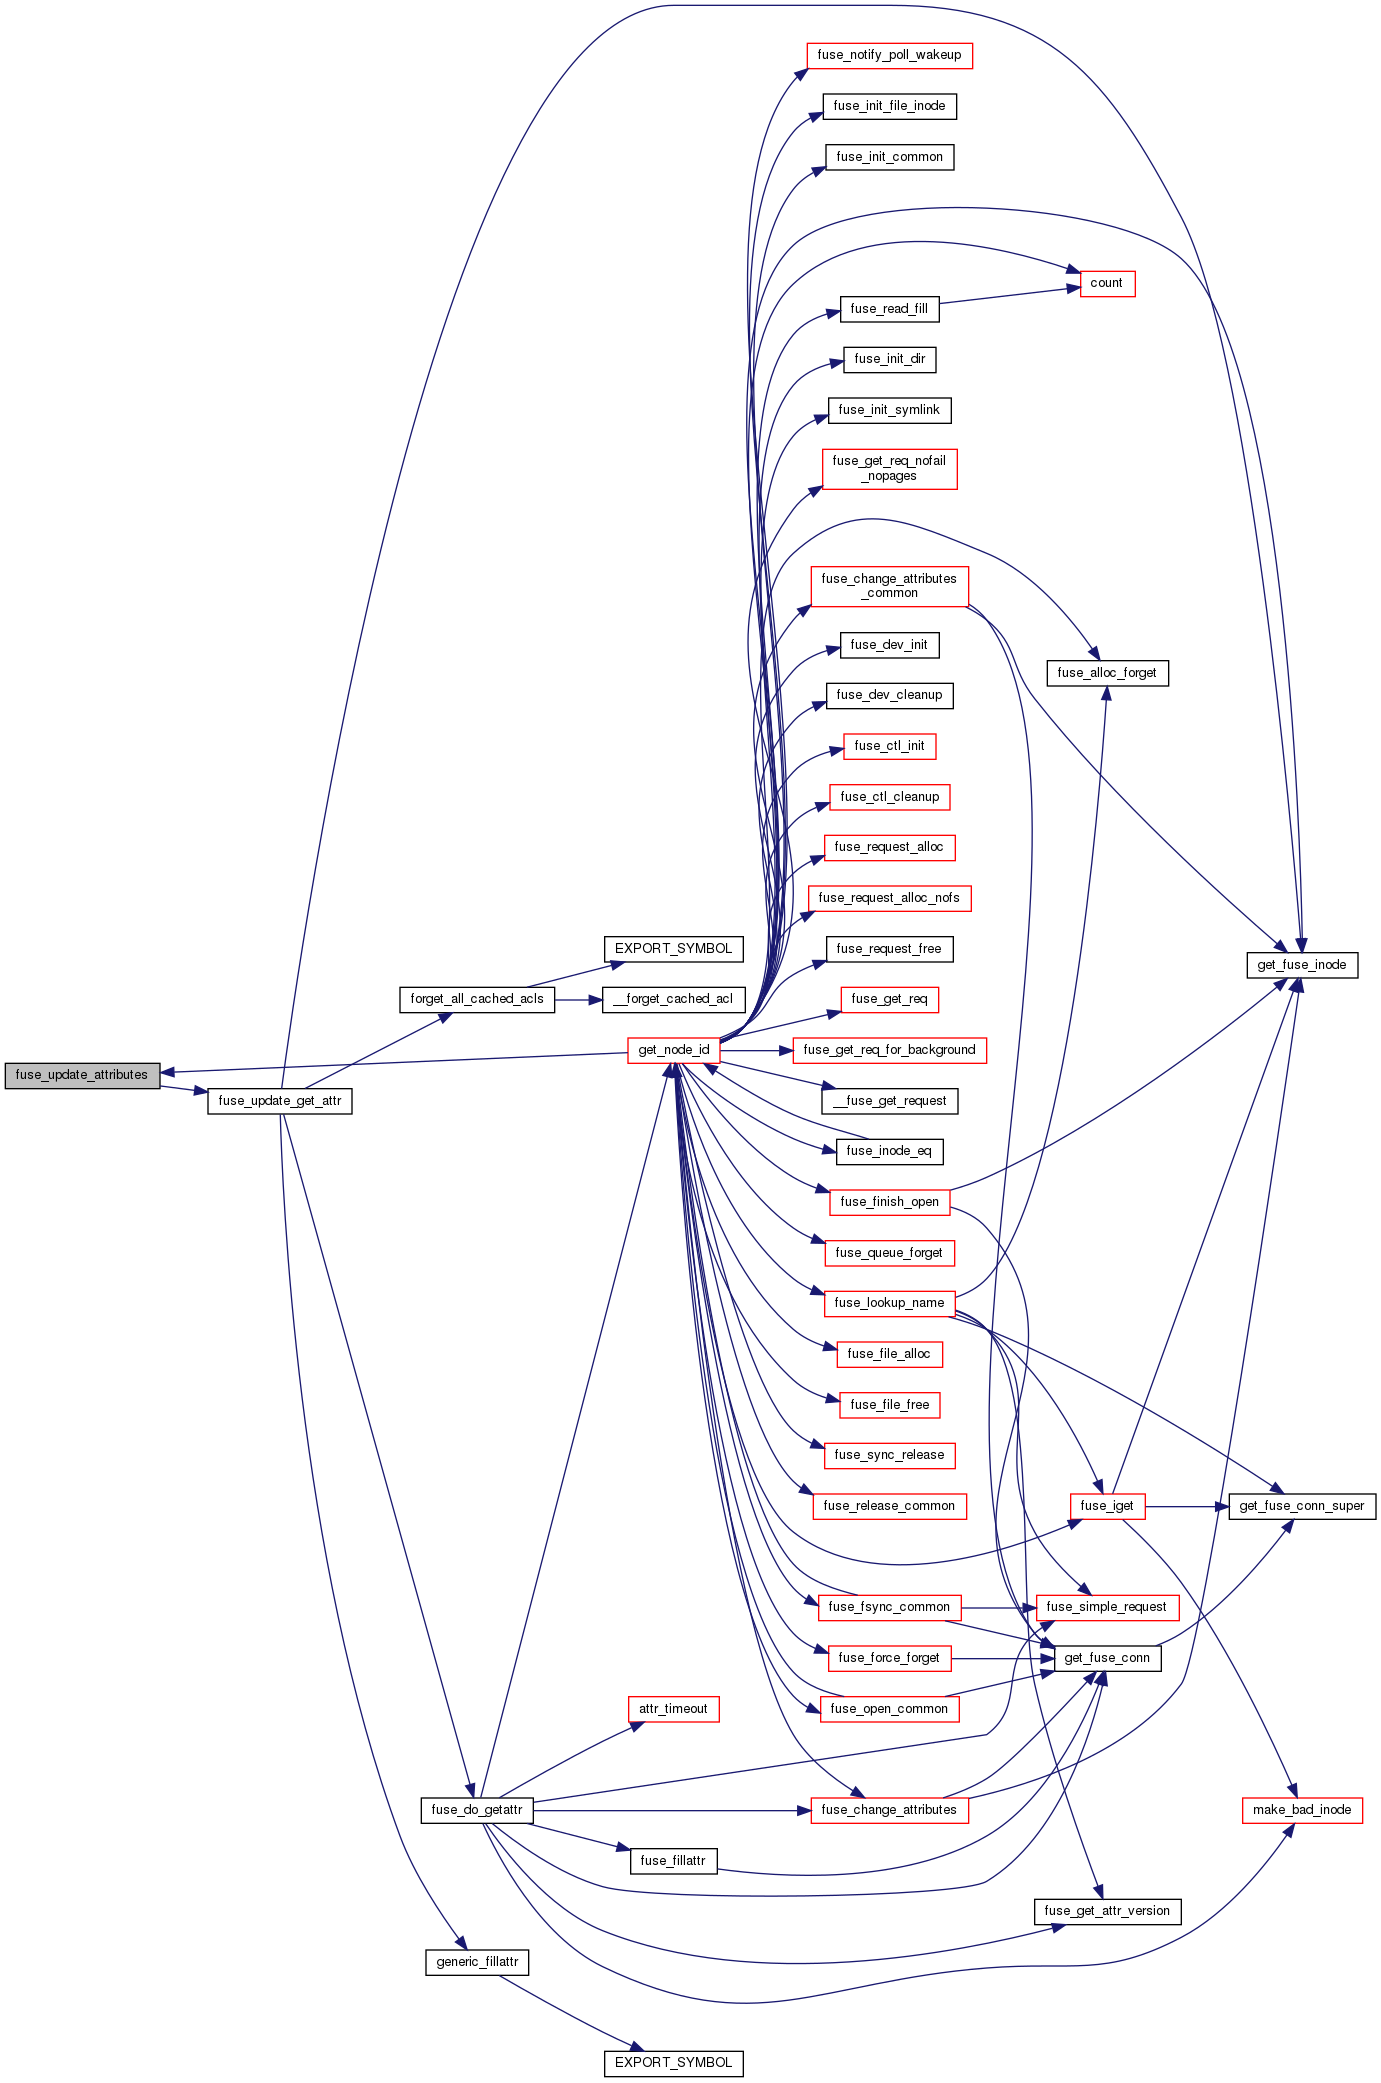 fuse_notify_poll_wakeup
fuse_init_file_inode
fuse_init_common
count
fuse_read_fill
fuse_init_dir
fuse_init_symlink
fuse_get_req_nofail
_nopages
fuse_change_attributes
_common
fuse_dev_init
fuse_alloc_forget
fuse_dev_cleanup
fuse_ctl_init
fuse_ctl_cleanup
fuse_request_alloc
fuse_request_alloc_nofs
EXPORT_SYMBOL
fuse_request_free
get_fuse_inode
forget_all_cached_acls
__forget_cached_acl
fuse_get_req
get_node_id
fuse_get_req_for_background
fuse_update_attributes
fuse_update_get_attr
__fuse_get_request
fuse_inode_eq
fuse_finish_open
fuse_queue_forget
fuse_lookup_name
fuse_file_alloc
fuse_file_free
fuse_sync_release
fuse_release_common
fuse_iget
get_fuse_conn_super
fuse_fsync_common
fuse_simple_request
fuse_force_forget
get_fuse_conn
attr_timeout
fuse_open_common
fuse_do_getattr
fuse_change_attributes
make_bad_inode
fuse_fillattr
fuse_get_attr_version
generic_fillattr
EXPORT_SYMBOL